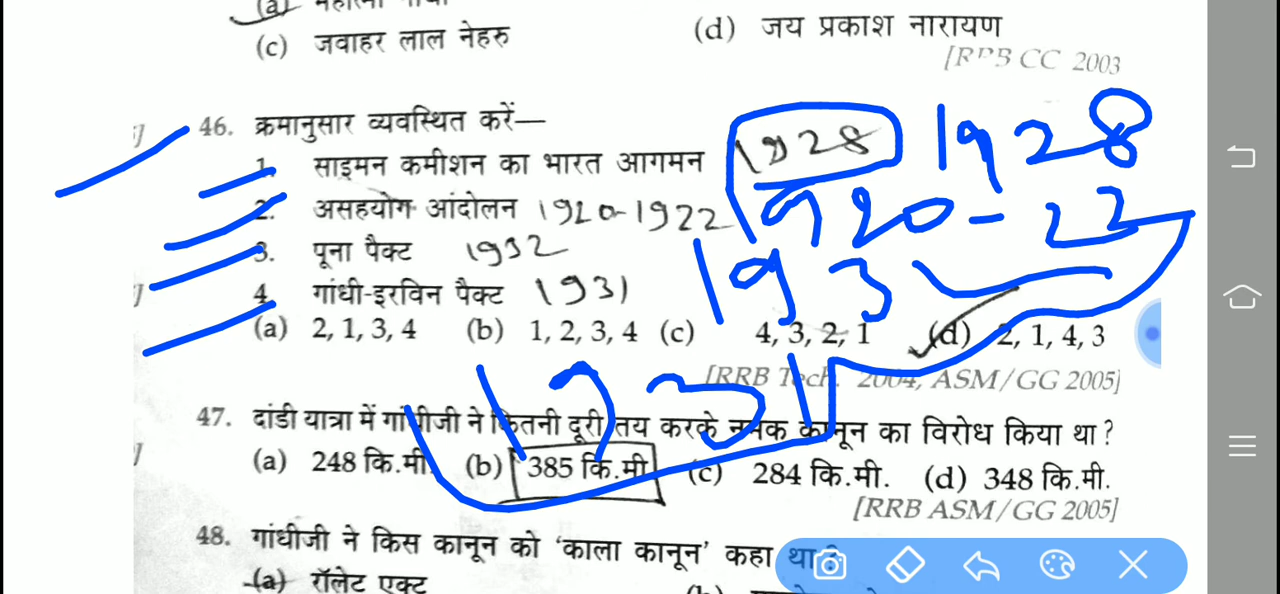 (a)
(c) जवाहर लाल नेहरु (d) जय प्रकाश नारायण
[RRB CC 2003
46. क्रमानुसार व्यवस्थित करें—
1. साइमन कमीशन का भारत आगमन 1928 1928
2. असहयोग आंदोलन 1920-1922 1920-22
3. पूना पैक्ट 1932 193
4. गांधी-इरविन पैक्ट 1931
(a) 2, 1, 3, 4 (b) 1, 2, 3, 4 (c) 4, 3, 2, 1 (d) 2, 1, 4, 3
[RRB Tech. 2004, ASM/GG 2005]
1931
47. दांडी यात्रा में गांधीजी ने कितनी दूरी तय करके नमक कानून का विरोध किया था ?
(a) 248 कि.मी. (b) 385 कि.मी. (c) 284 कि.मी. (d) 348 कि.मी.
[RRB ASM/GG 2005]
48. गांधीजी ने किस कानून को ‘काला कानून’ कहा था ?
(a) रॉलेट एक्ट